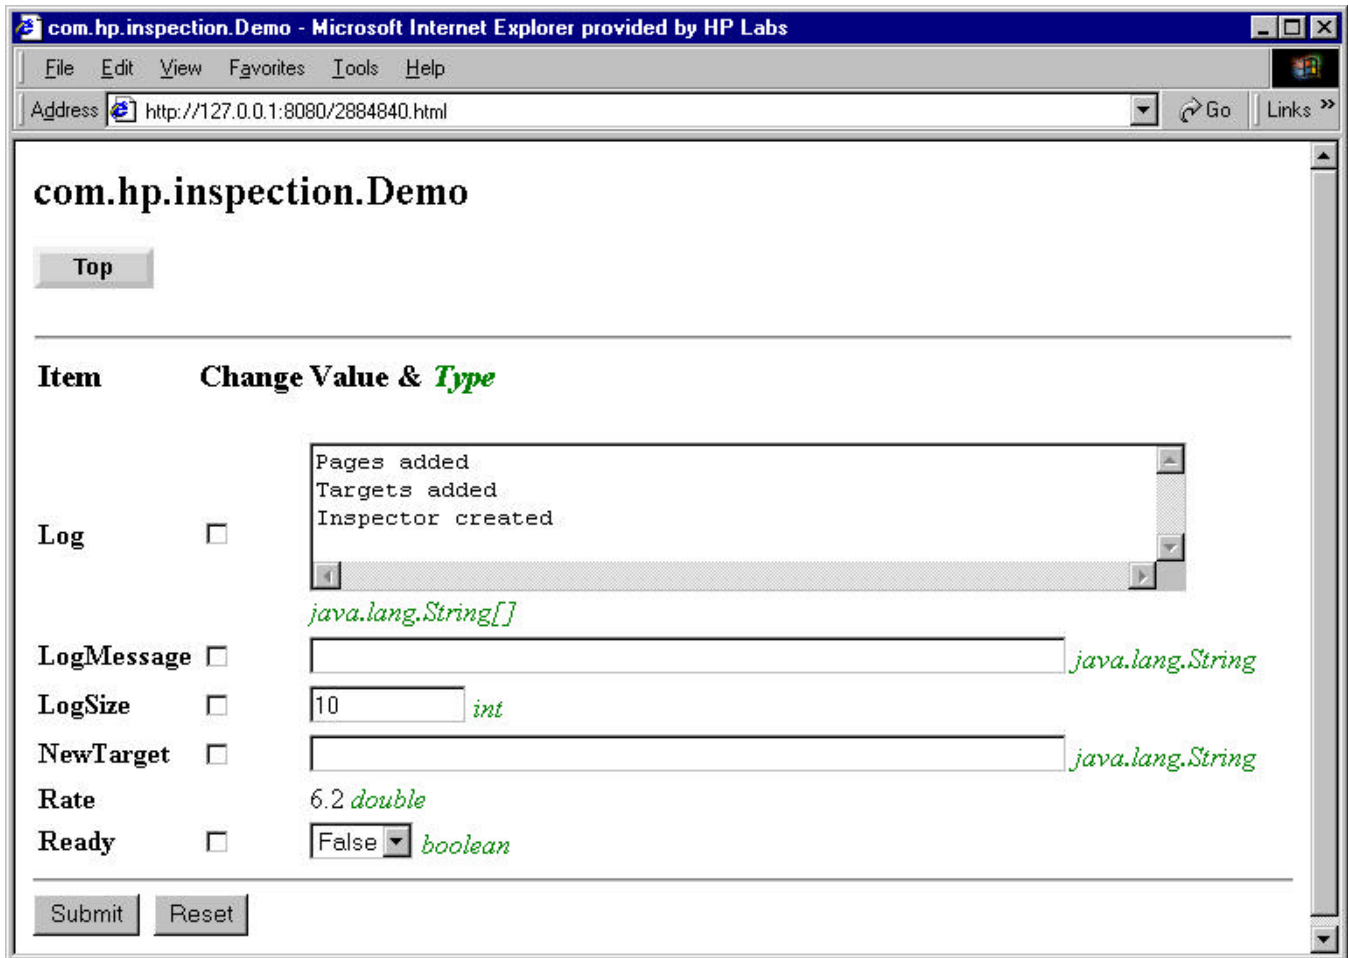 com.hp.inspection.Demo - Microsoft Internet Explorer provided by HP Labs
File Edit View Favorites Tools Help
Address http://127.0.0.1:8080/2884840.html Go Links »
com.hp.inspection.Demo
Top
Item Change Value & Type
Pages added
Targets added
Inspector created
Log
java.lang.String[]
LogMessage java.lang.String
LogSize 10 int
NewTarget java.lang.String
Rate 6.2 double
Ready False boolean
Submit Reset